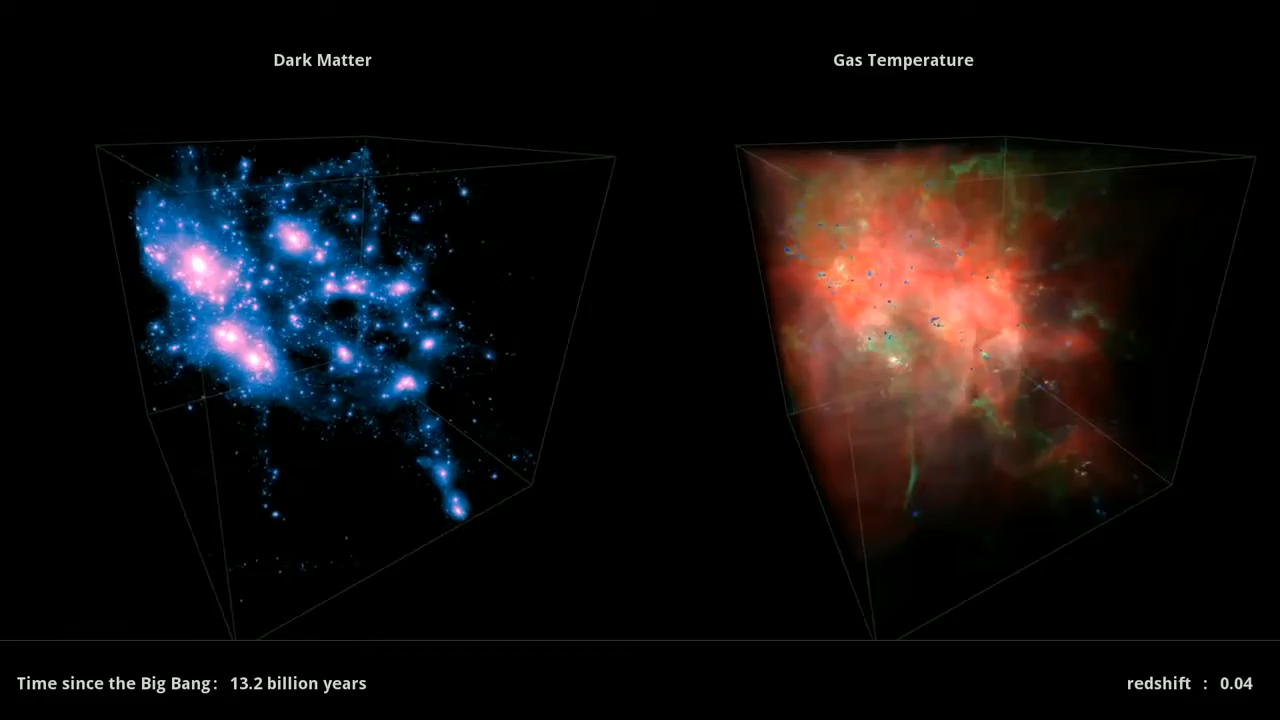 Dark Matter
Gas Temperature
Time since the Big Bang: 13.2 billion years
redshift : 0.04